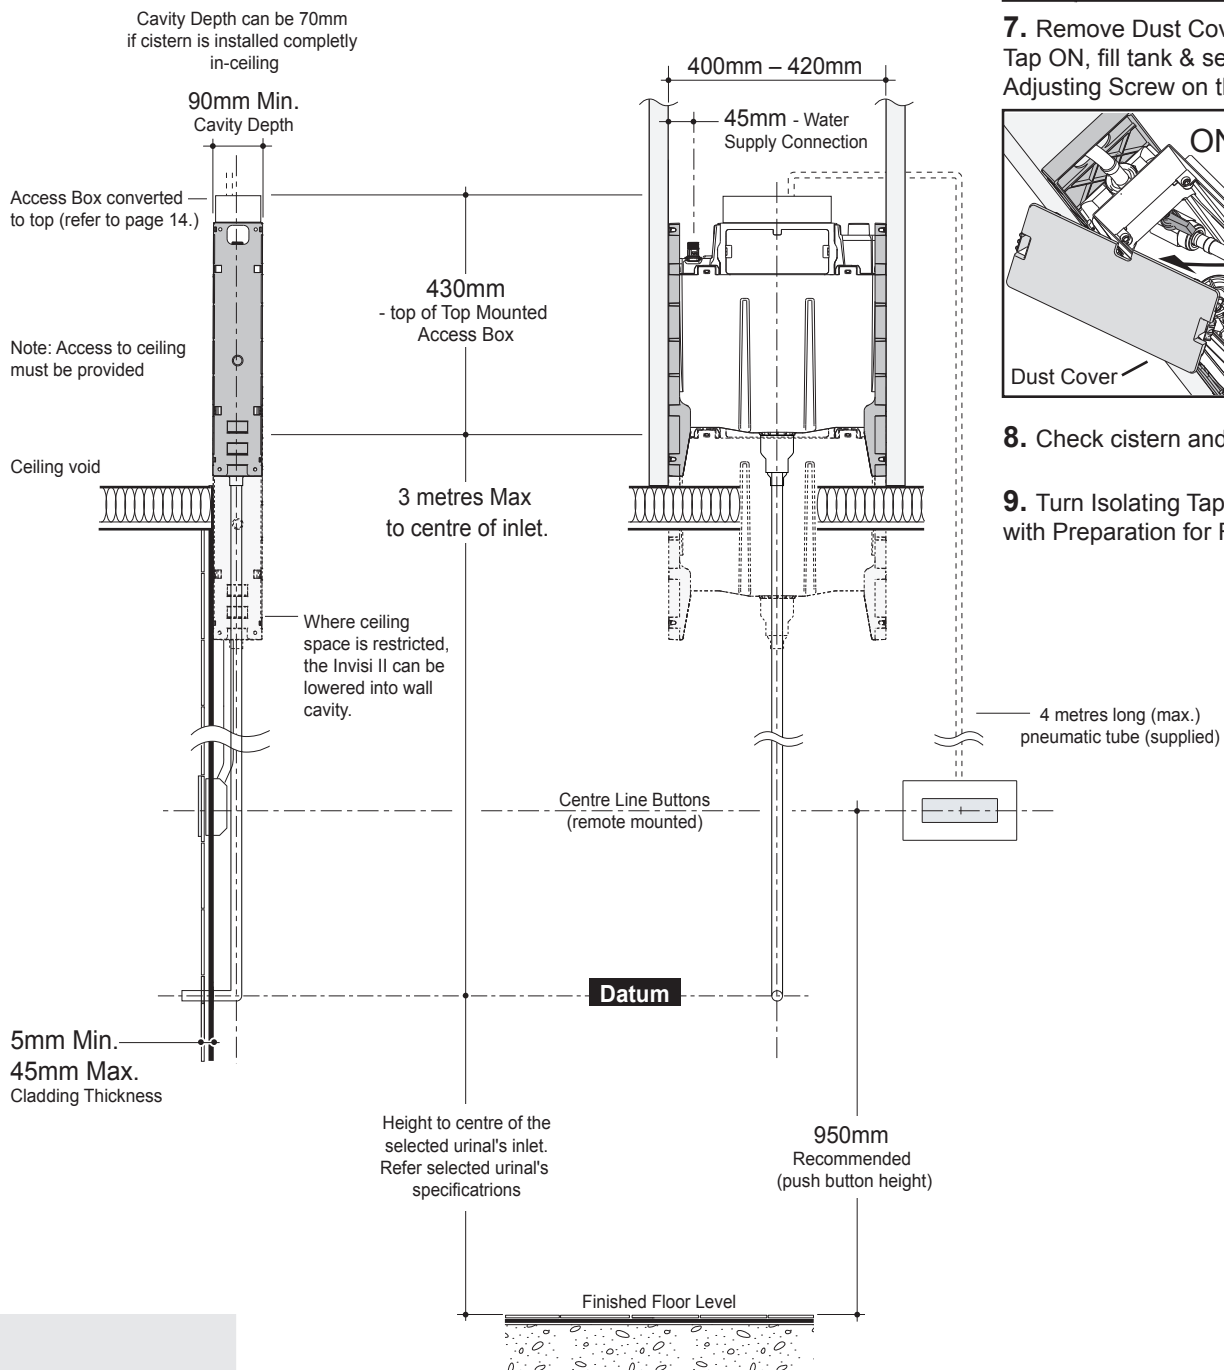 Cavity Depth can be 70mm
if cistern is installed completly
in-ceiling
90mm Min.
Cavity Depth
Access Box converted
to top (refer to page 14.)
Note: Access to ceiling
must be provided
Ceiling void
400mm – 420mm
45mm - Water
Supply Connection
430mm
- top of Top Mounted
Access Box
3 metres Max
to centre of inlet.
Where ceiling
space is restricted,
the Invisi II can be
lowered into wall
cavity.
4 metres long (max.)
pneumatic tube (supplied)
Centre Line Buttons
(remote mounted)
Datum
5mm Min.
45mm Max.
Cladding Thickness
Height to centre of the
selected urinal's inlet.
Refer selected urinal's
specificatrions
950mm
Recommended
(push button height)
Finished Floor Level
7. Remove Dust Cov
Tap ON, fill tank & se
Adjusting Screw on th
ON
Dust Cover
8. Check cistern and
9. Turn Isolating Tap
with Preparation for